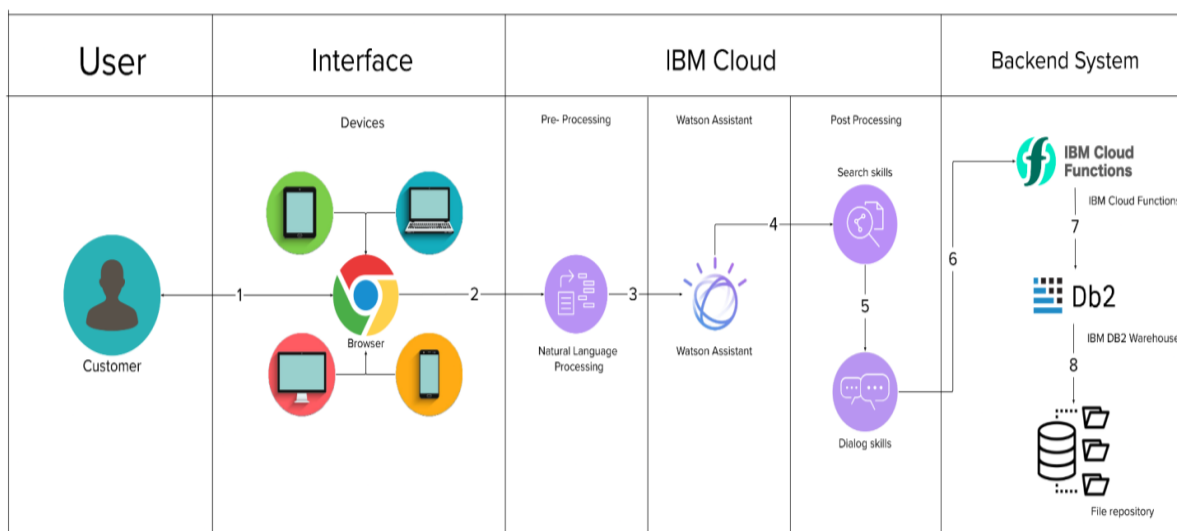 User
Interface
IBM Cloud
Backend System
Devices
Pre- Processing
Watson Assistant
Post Processing
Search skills
IBM Cloud
Functions
IBM Cloud Functions
4
7
6
1
2
3
5
Db2
Browser
Customer
Natural Language
Processing
Watson Assistant
IBM DB2 Warehouse
8
Dialog skills
File repository